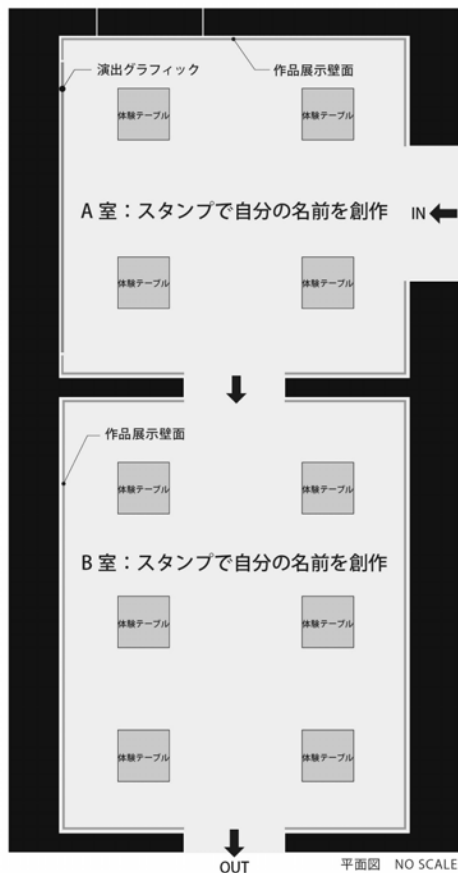 演出グラフィック
作品展示壁面
体験テーブル
体験テーブル
A 室：スタンプで自分の名前を創作
IN
体験テーブル
体験テーブル
作品展示壁面
体験テーブル
体験テーブル
B 室：スタンプで自分の名前を創作
体験テーブル
体験テーブル
体験テーブル
体験テーブル
OUT
平面図 NO SCALE